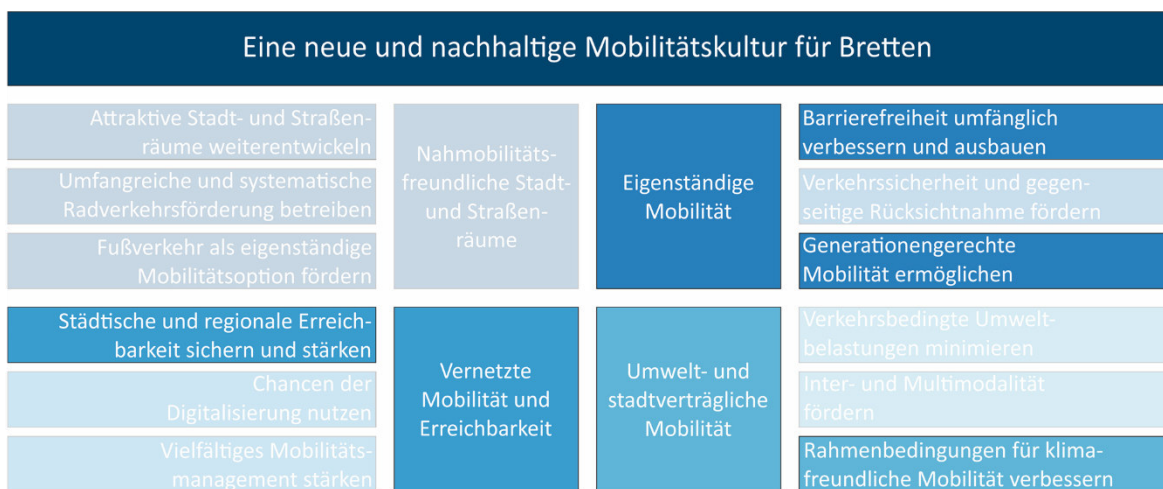 Eine neue und nachhaltige Mobilitätskultur für Bretten
Attraktive Stadt- und Straßen-
räume weiterentwickeln
Umfangreiche und systematische
Radverkehrsförderung betreiben
Fußverkehr als eigenständige
Mobilitätsoption fördern
Nahmobilitäts-
freundliche Stadt-
und Straßen-
räume
Eigenständige
Mobilität
Barrierefreiheit umfänglich
verbessern und ausbauen
Verkehrssicherheit und gegen-
seitige Rücksichtnahme fördern
Generationengerechte
Mobilität ermöglichen
Städtische und regionale Erreich-
barkeit sichern und stärken
Chancen der
Digitalisierung nutzen
Vielfältiges Mobilitäts-
management stärken
Vernetzte
Mobilität und
Erreichbarkeit
Umwelt- und
stadtverträgliche
Mobilität
Verkehrsbedingte Umwelt-
belastungen minimieren
Inter- und Multimodalität
fördern
Rahmenbedingungen für klima-
freundliche Mobilität verbessern